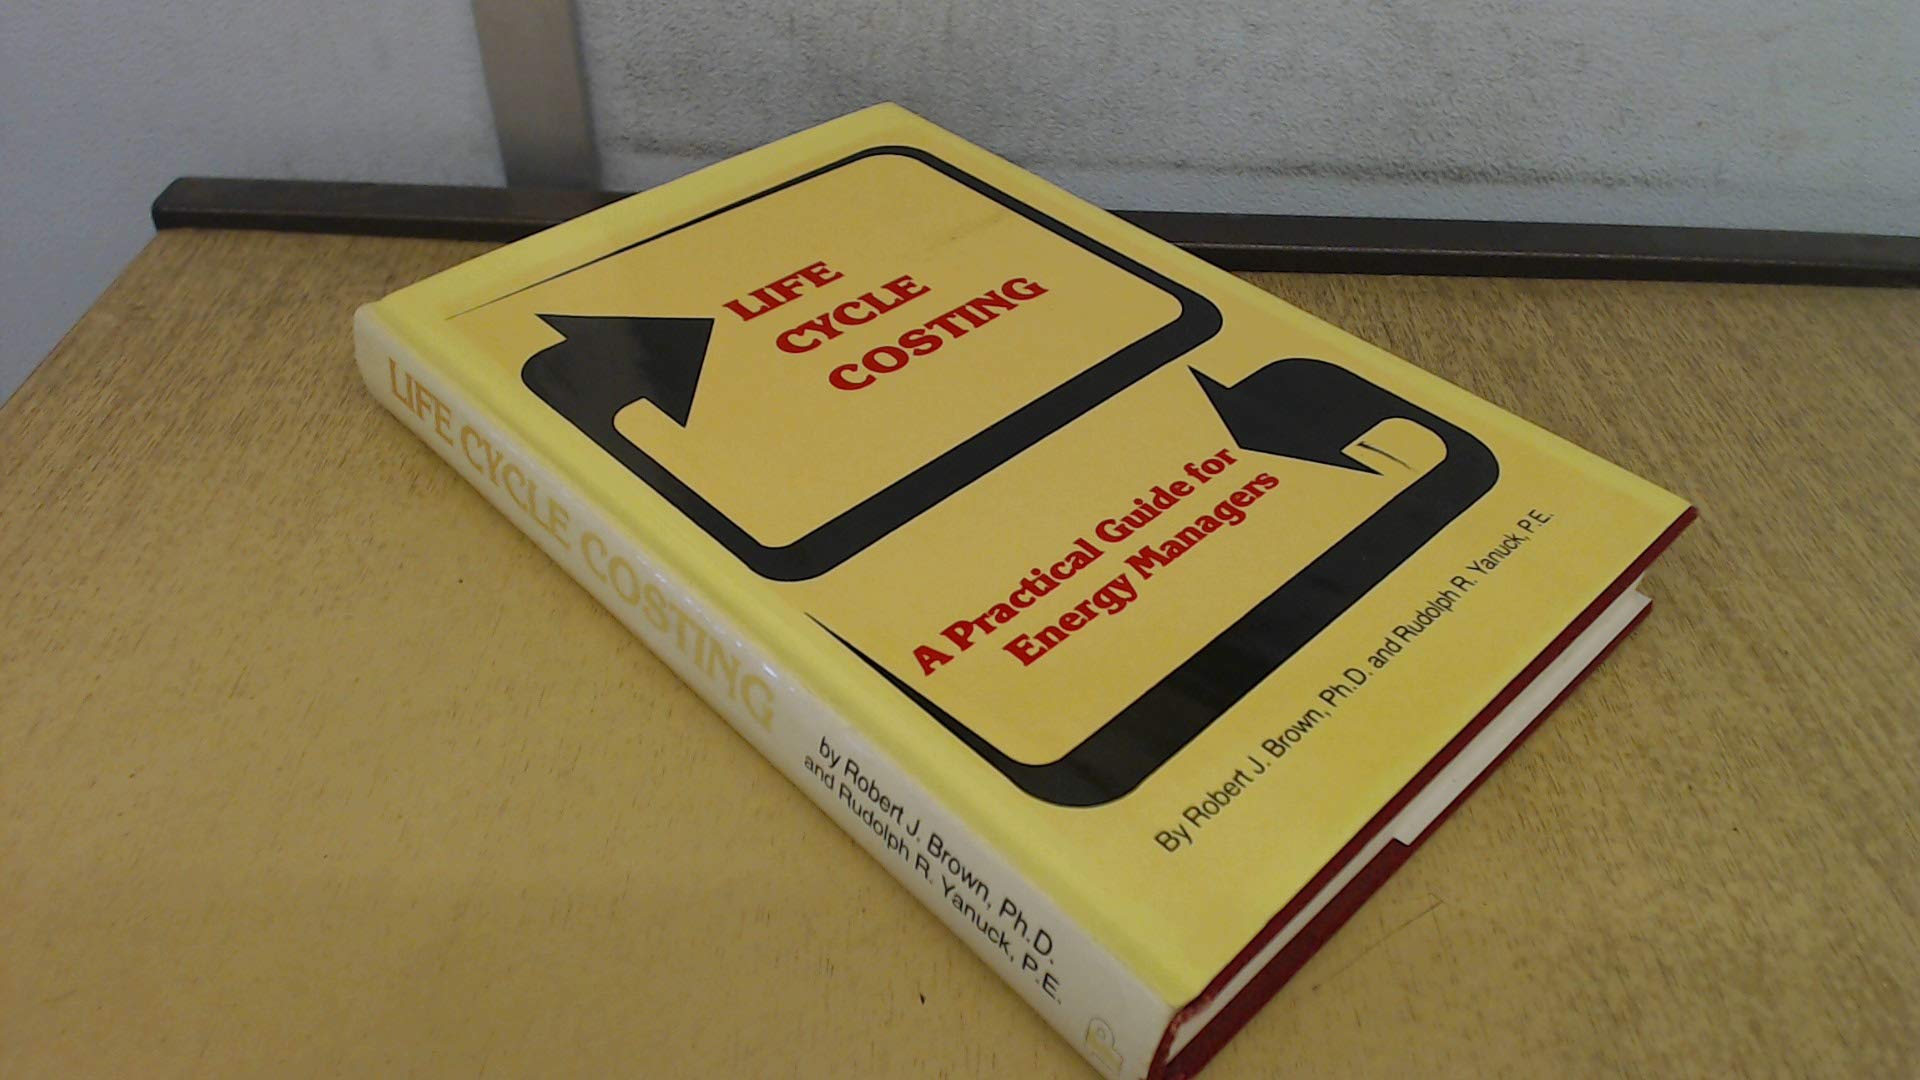 LIFE
CYCLE
COSTING
A Practical Guide for
Energy Managers
By Robert J. Brown, Ph.D. and Rudolph R. Yanuck, P.E.
LIFE CYCLE COSTING
by Robert J. Brown, Ph.D.
and Rudolph R. Yanuck, P.E.